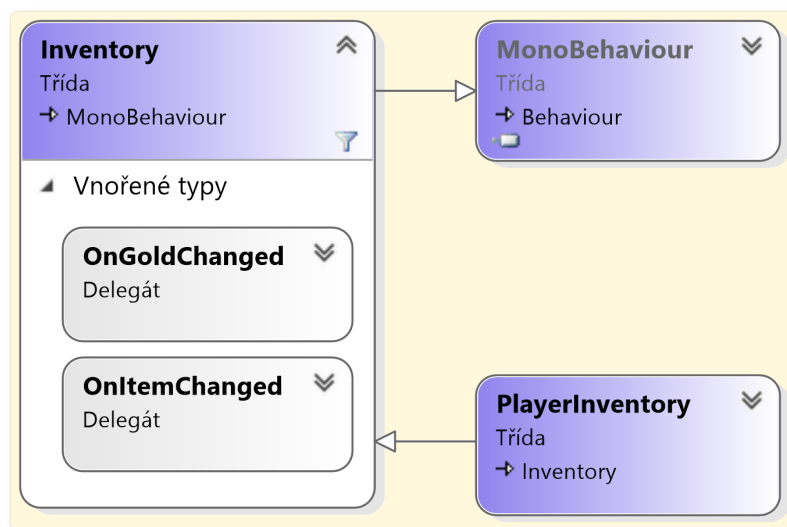 Inventory
Třída
MonoBehaviour
Vnořené typy
OnGoldChanged
Delegát
OnItemChanged
Delegát
MonoBehaviour
Třída
Behaviour
PlayerInventory
Třída
Inventory